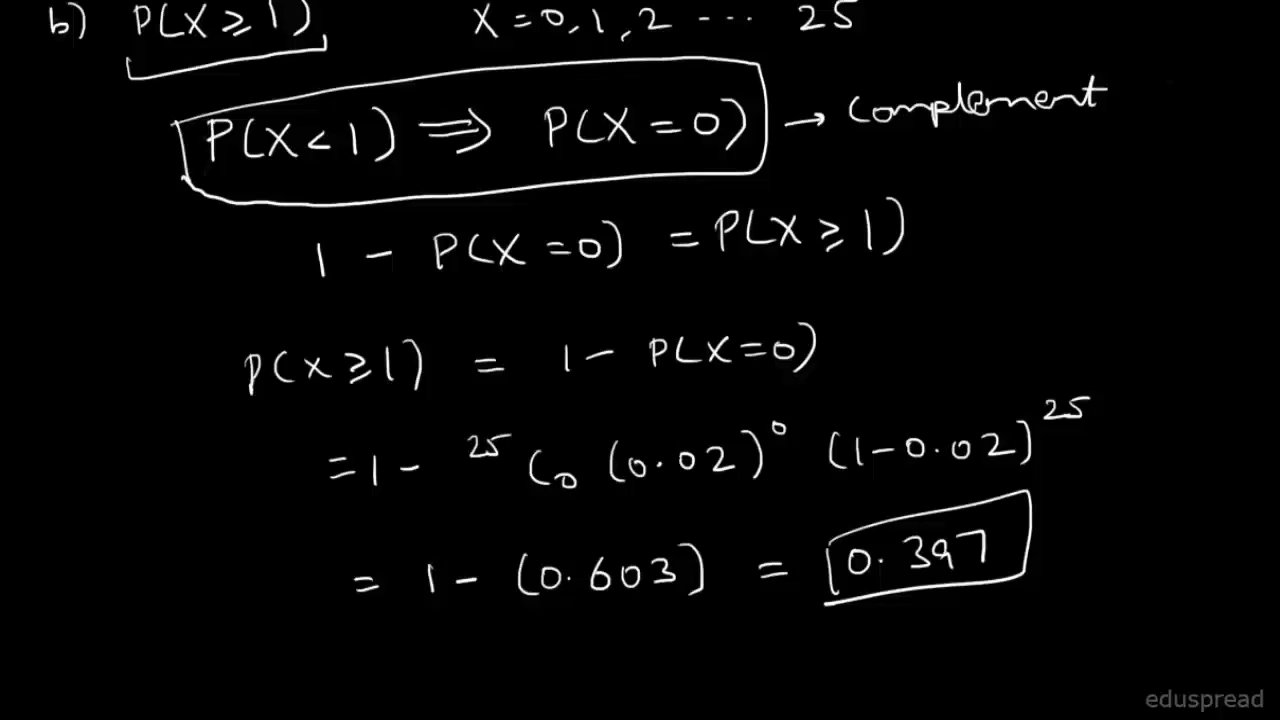 b) P(X ≥ 1) X = 0, 1, 2 ... 25
P(X < 1) ⇒ P(X = 0) → complement
1 - P(X = 0) = P(X ≥ 1)
P(X ≥ 1) = 1 - P(X = 0)
= 1 - ²⁵C₀ (0.02)⁰ (1 - 0.02)²⁵
= 1 - (0.603) = 0.397
eduspread